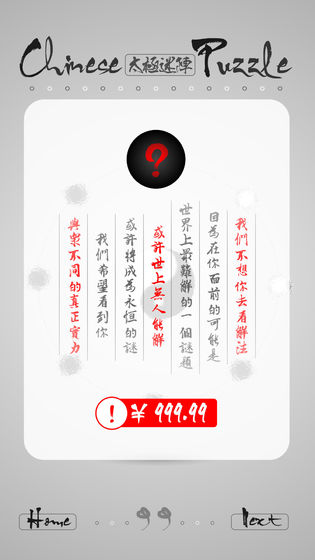 Chinese 太極迷陣 Puzzle
?
我們不想你去看解法
因為在你面前的可能是
世界上最難解的一個謎題
或許世上無人能解
或許將成為永恒的謎
我們希望看到你
與眾不同的真正實力
! ¥ 999.99
Home
99
Next